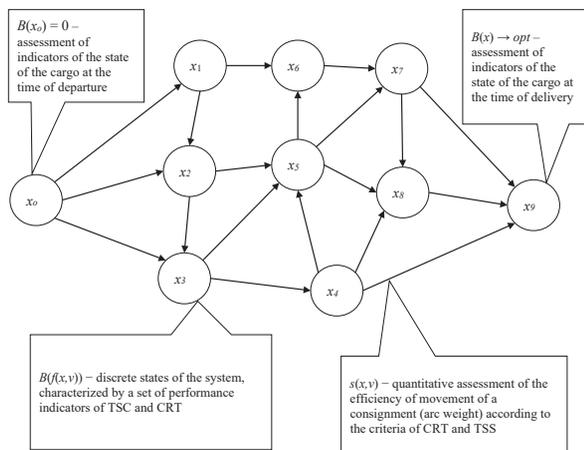 B(xo) = 0 –
assessment of
indicators of the state
of the cargo at the
time of departure
B(x) → opt –
assessment of
indicators of the
state of the cargo at
the time of delivery
x1
x6
x7
x2
x5
x8
xo
x9
x3
x4
B(f(x,v)) − discrete states of the system,
characterized by a set of performance
indicators of TSC and CRT
s(x,v) − quantitative assessment of the
efficiency of movement of a
consignment (arc weight) according to
the criteria of CRT and TSS